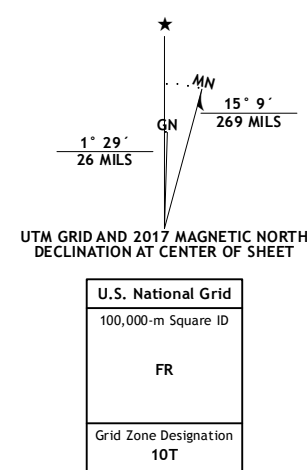 ★
MN
GN
15° 9´
269 MILS
1° 29´
26 MILS
UTM GRID AND 2017 MAGNETIC NORTH
DECLINATION AT CENTER OF SHEET
U.S. National Grid
100,000-m Square ID
FR
Grid Zone Designation
10T